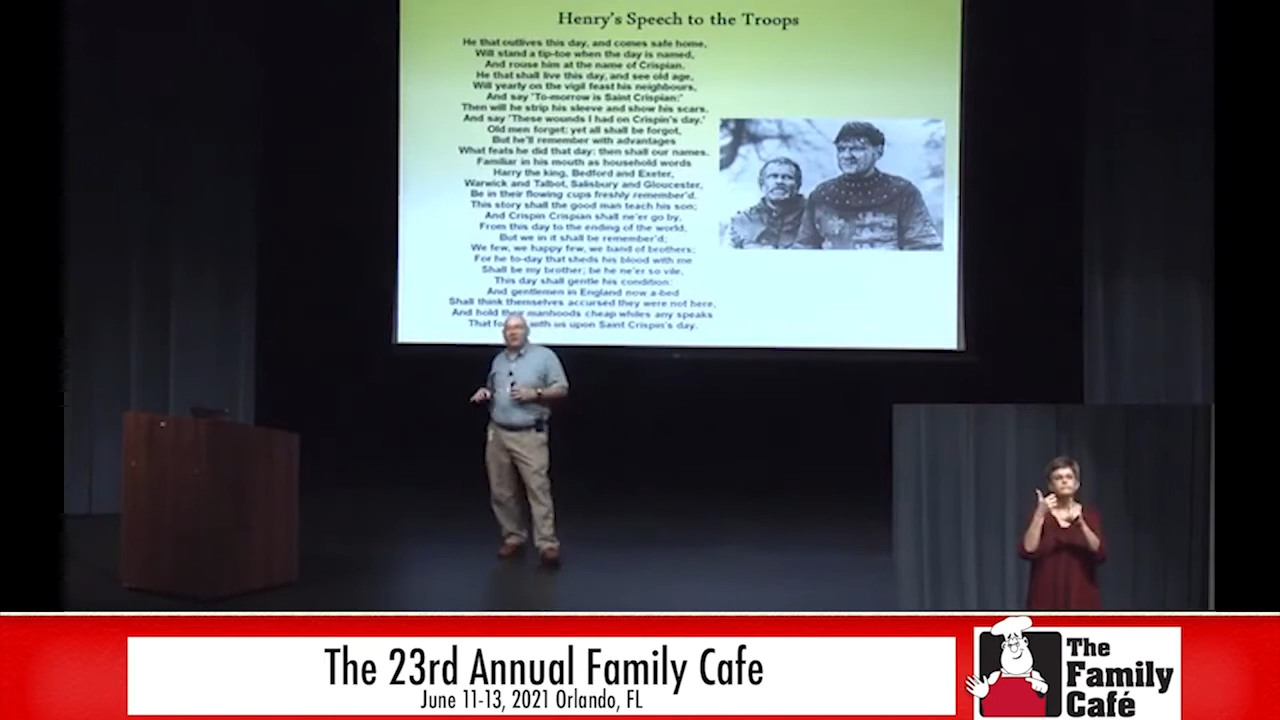 Henry's Speech to the Troops
He that outlives this day, and comes safe home,
Will stand a tip-toe when the day is named,
And rouse him at the name of Crispian.
He that shall live this day, and see old age,
Will yearly on the vigil feast his neighbours,
And say 'To-morrow is Saint Crispian:'
Then will he strip his sleeve and show his scars.
And say 'These wounds I had on Crispin's day.'
Old men forget: yet all shall be forgot,
But he'll remember with advantages
What feats he did that day: then shall our names.
Familiar in his mouth as household words
Harry the king, Bedford and Exeter,
Warwick and Talbot, Salisbury and Gloucester,
Be in their flowing cups freshly remember'd.
This story shall the good man teach his son;
And Crispin Crispian shall ne'er go by,
From this day to the ending of the world,
But we in it shall be remember'd;
We few, we happy few, we band of brothers;
For he to-day that sheds his blood with me
Shall be my brother; be he ne'er so vile,
This day shall gentle his condition:
And gentlemen in England now a-bed
Shall think themselves accursed they were not here,
And hold their manhoods cheap whiles any speaks
That with us upon Saint Crispin's day.
The 23rd Annual Family Cafe
June 11-13, 2021 Orlando, FL
The
Family
Café